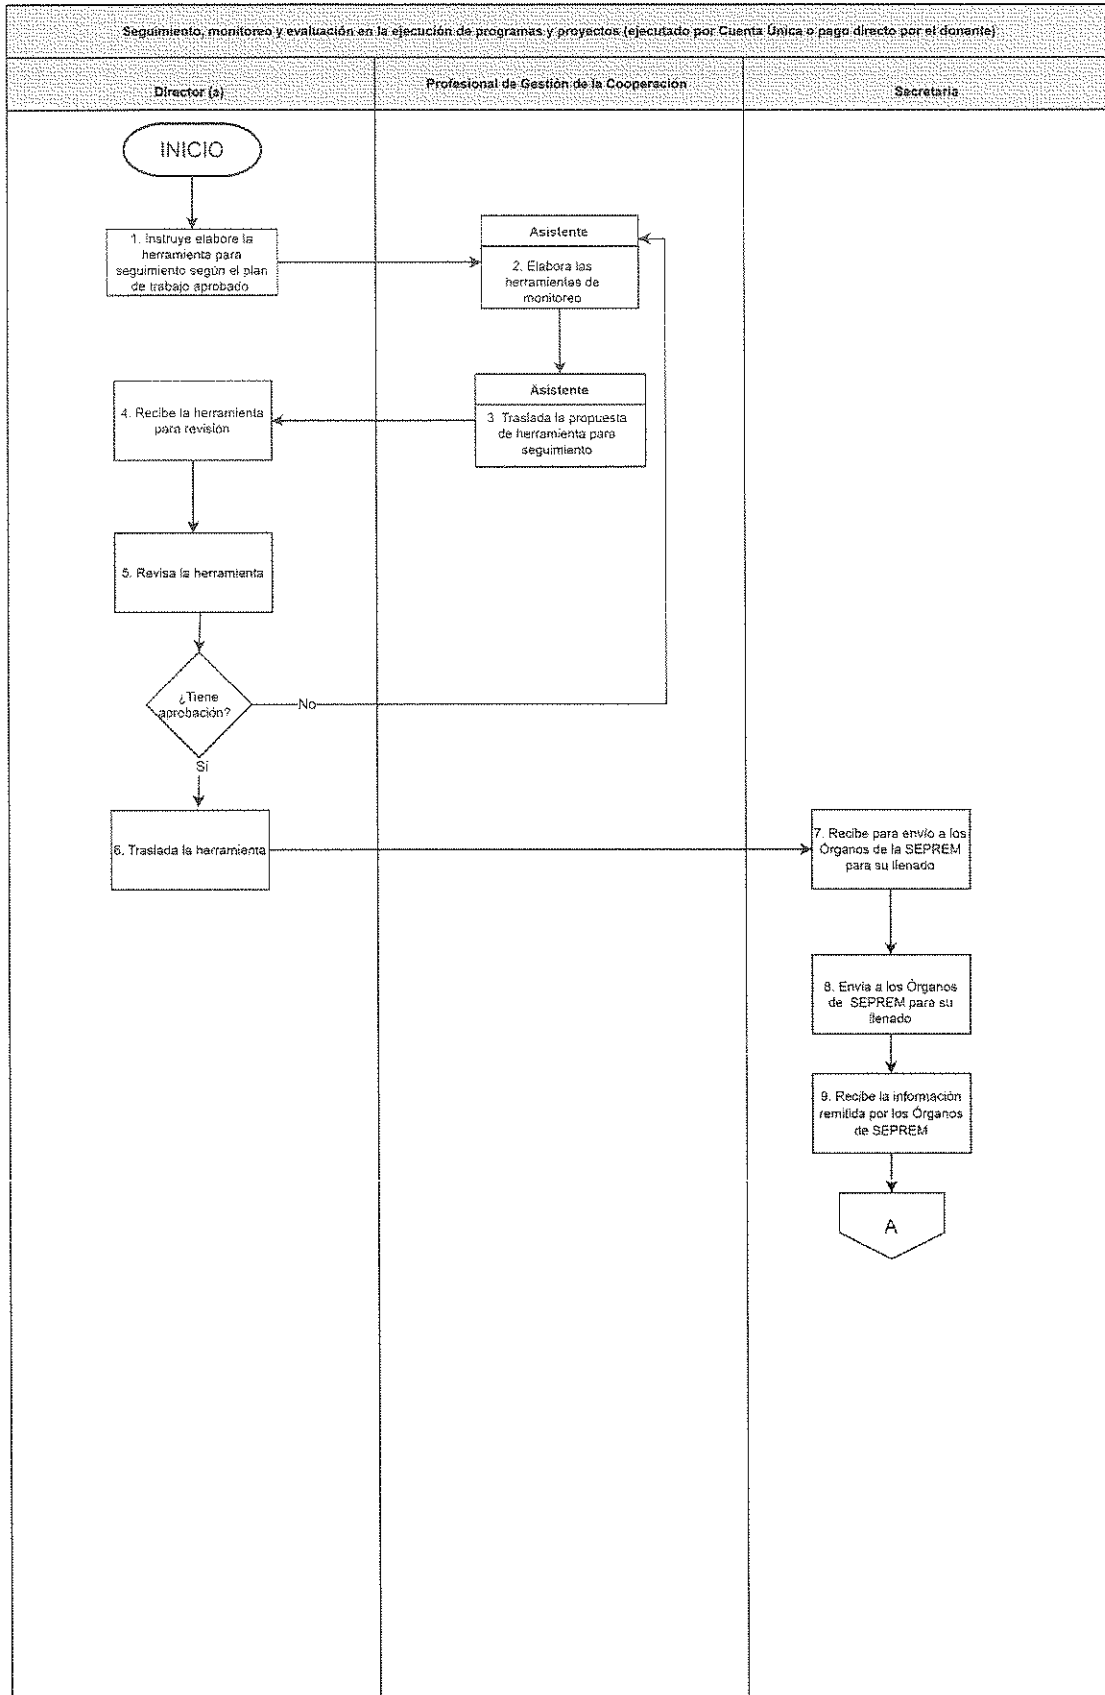 Seguimiento, monitoreo y evaluación en la ejecución de programas y proyectos (ejecutado por Cuenta Única o pago directo por el donante)
Director (a)
Profesional de Gestión de la Cooperación
Secretaria
INICIO
1. Instruye elabore la
herramienta para
seguimiento según el plan
de trabajo aprobado
Asistente
2. Elabora las
herramientas de
monitoreo
Asistente
3. Traslada la propuesta
de herramienta para
seguimiento
4. Recibe la herramienta
para revisión
5. Revisa la herramienta
¿Tiene
aprobación?
No
Sí
6. Traslada la herramienta
7. Recibe para envío a los
Órganos de la SEPREM
para su llenado
8. Envía a los Órganos
de SEPREM para su
llenado
9. Recibe la información
remitida por los Órganos
de SEPREM
A